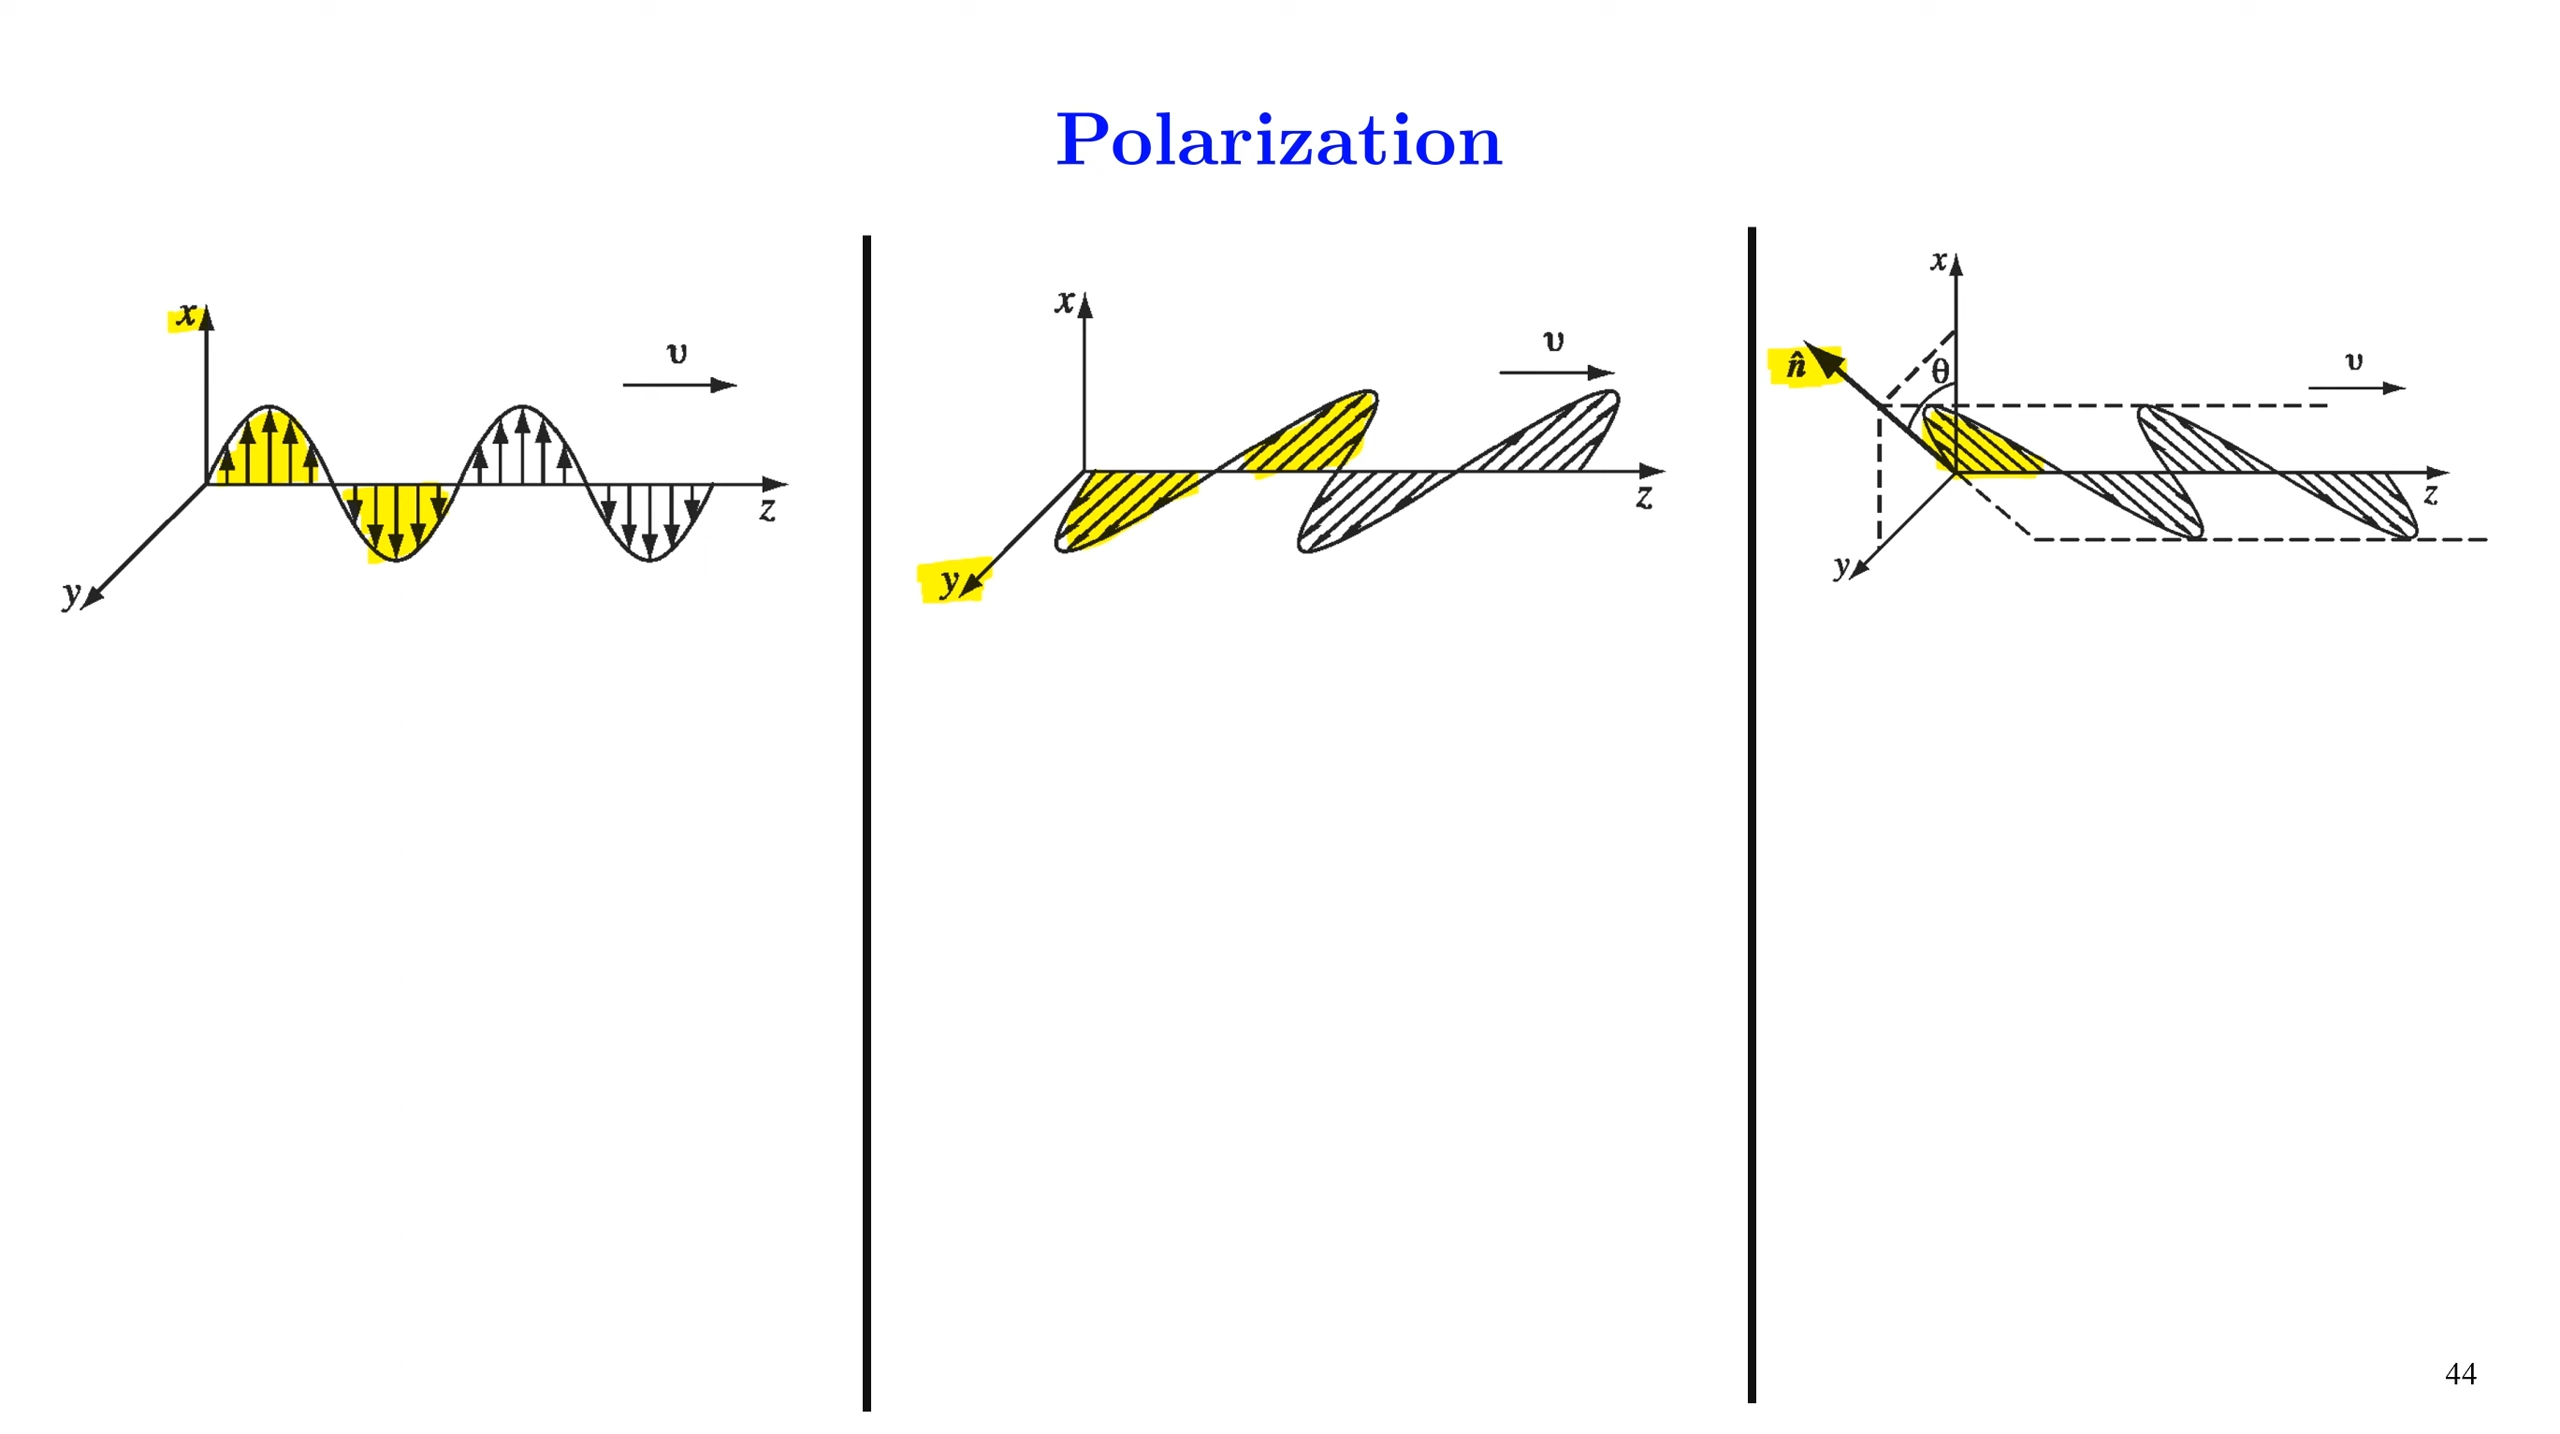 Polarization
x
υ
z
y
x
υ
z
y
x
n̂
θ
υ
z
y
44